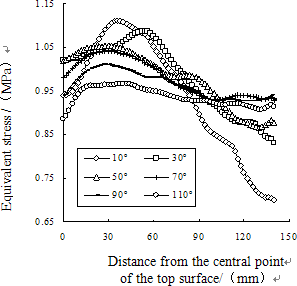 1.15
1.05
0.95
0.85
0.75
0.65
Equivalent stress /（MPa）↵
0 30 60 90 120 150
10° 30°
50° 70°
90° 110°
Distance from the central point↵
of the top surface/（mm）↵